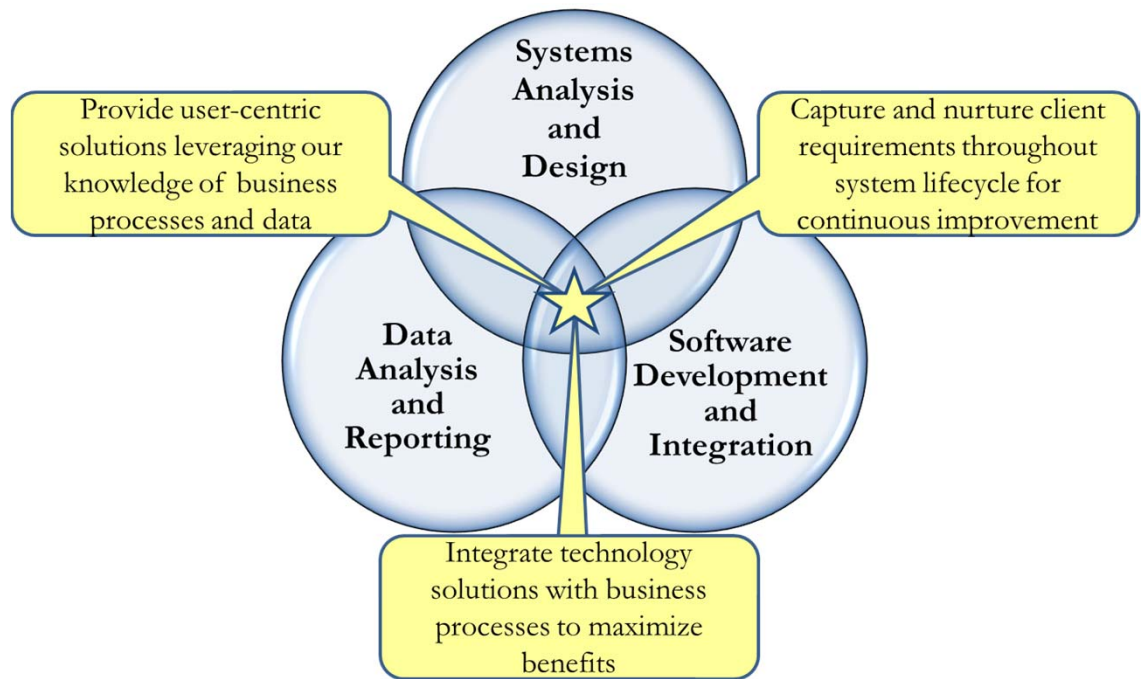 Systems
Analysis
and
Design
Provide user-centric
solutions leveraging our
knowledge of business
processes and data
Capture and nurture client
requirements throughout
system lifecycle for
continuous improvement
Data
Analysis
and
Reporting
Software
Development
and
Integration
Integrate technology
solutions with business
processes to maximize
benefits